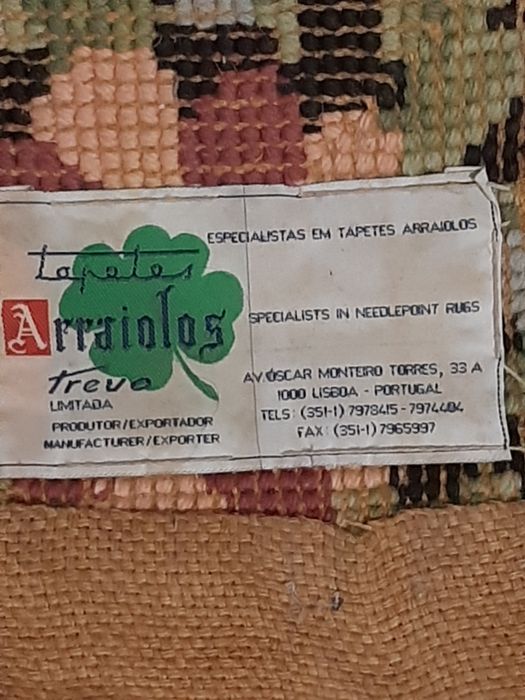 tapetes
Arraiolos
Trevo
LIMITADA
PRODUTOR/EXPORTADOR
MANUFACTURER/EXPORTER
ESPECIALISTAS EM TAPETES ARRAIOLOS
SPECIALISTS IN NEEDLEPOINT RUGS
AV. ÓSCAR MONTEIRO TORRES, 33 A
1000 LISBOA - PORTUGAL
TELS: (351-1) 7978415 - 7974404
FAX: (351-1) 7965997